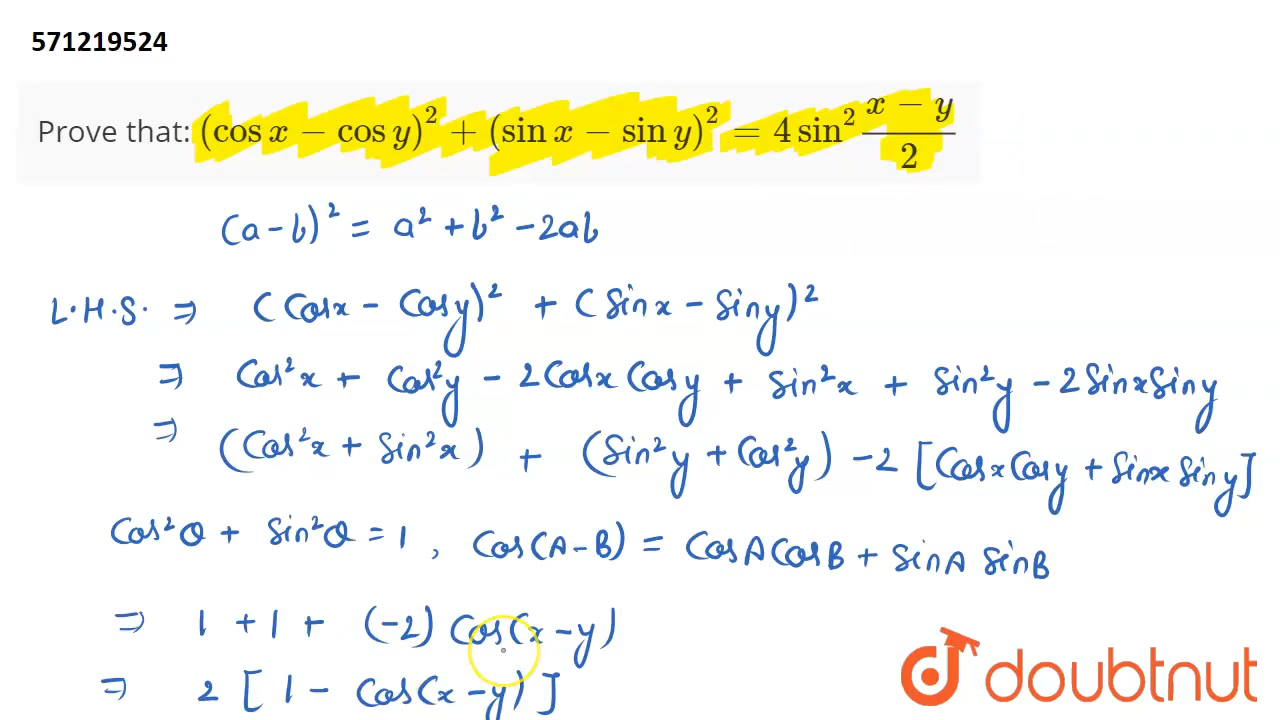 571219524
Prove that: (cos x − cos y)² + (sin x − sin y)² = 4 sin² (x − y)/2
(a-b)² = a² + b² - 2ab
L.H.S. ⇒ (Cosx - Cosy)² + (Sinx - Siny)²
⇒ Cos²x + Cos²y - 2Cosx Cosy + Sin²x + Sin²y - 2SinxSiny
⇒ (Cos²x + Sin²x) + (Sin²y + Cos²y) - 2 [Cosx Cosy + Sinx Siny]
Cos²θ + Sin²θ = 1 , Cos(A-B) = CosACosB + SinA SinB
⇒ 1 + 1 + (-2) Cos(x-y)
⇒ 2 [1 - Cos(x-y)]
doubtnut